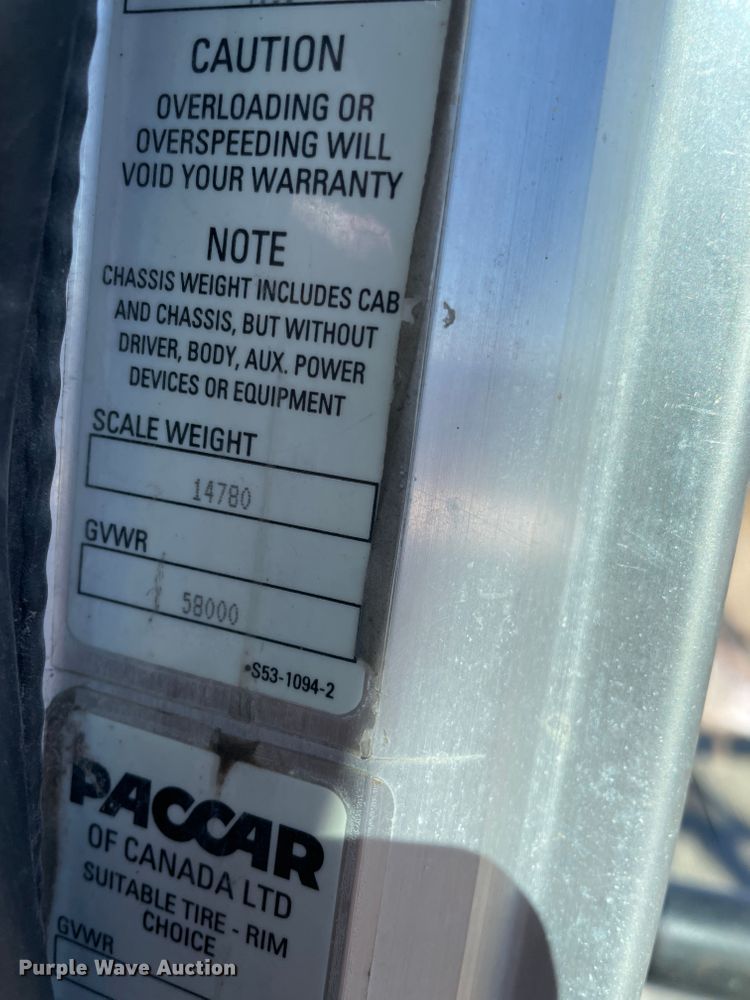 CAUTION
OVERLOADING OR
OVERSPEEDING WILL
VOID YOUR WARRANTY
NOTE
CHASSIS WEIGHT INCLUDES CAB
AND CHASSIS, BUT WITHOUT
DRIVER, BODY, AUX. POWER
DEVICES OR EQUIPMENT
SCALE WEIGHT
14780
GVWR
58000
S53-1094-2
PACCAR
OF CANADA LTD
SUITABLE TIRE - RIM
CHOICE
GVWR
Purple Wave Auction